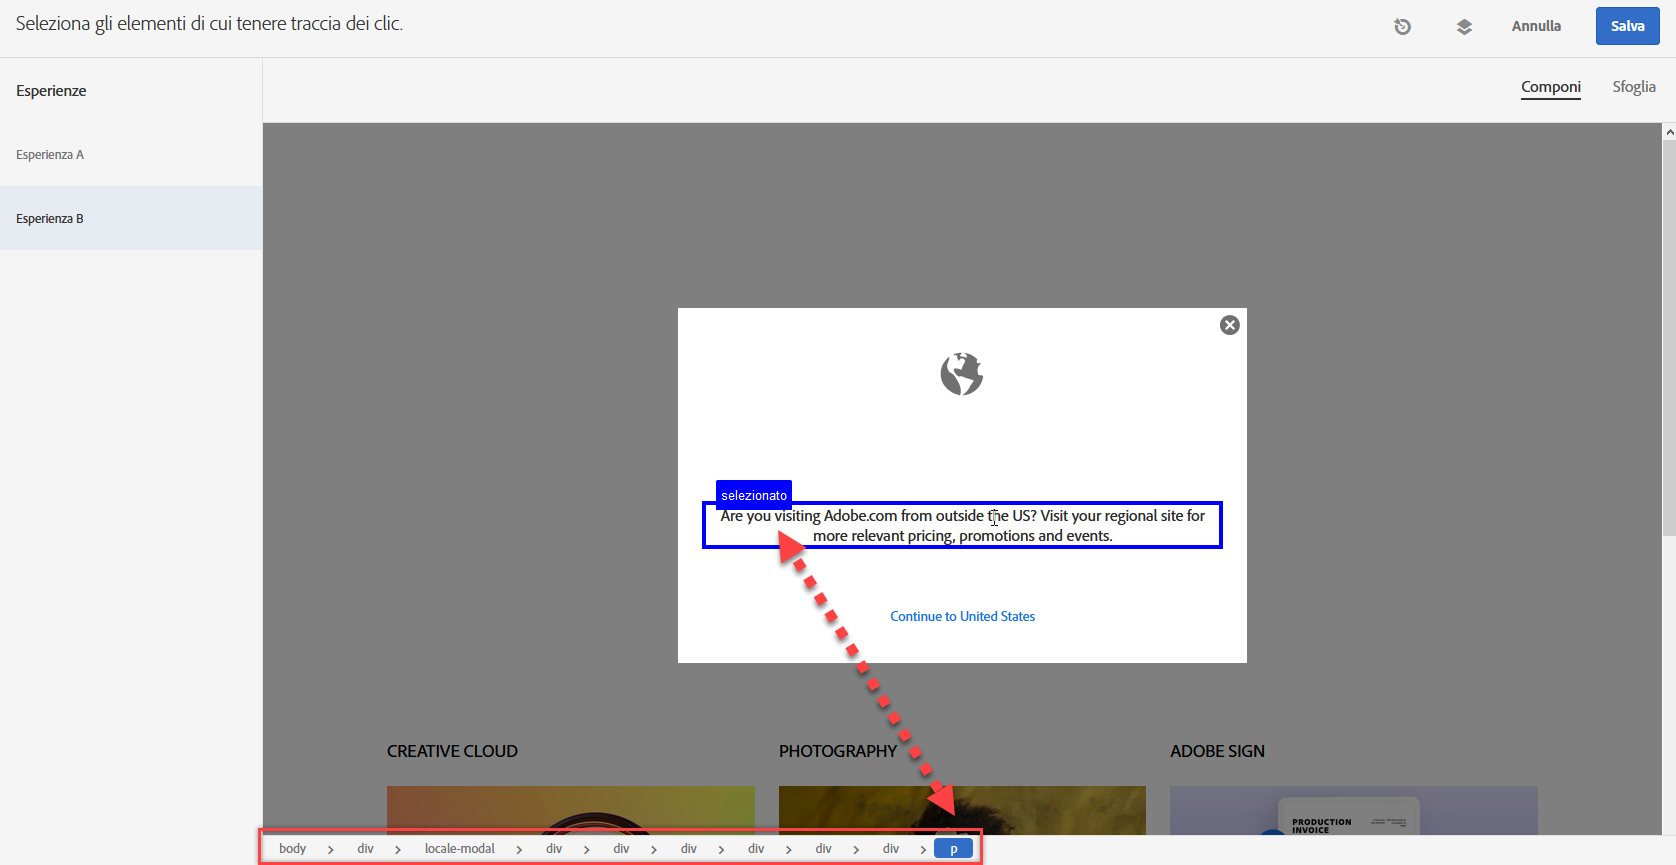 Seleziona gli elementi di cui tenere traccia dei clic.
Annulla
Salva
Esperienze
Componi
Sfoglia
Esperienza A
Esperienza B
selezionato
Are you visiting Adobe.com from outside the US? Visit your regional site for
more relevant pricing, promotions and events.
Continue to United States
CREATIVE CLOUD
PHOTOGRAPHY
ADOBE SIGN
PRODUCTION
INVOICE
body > div > locale-modal > div > div > div > div > div > div > p